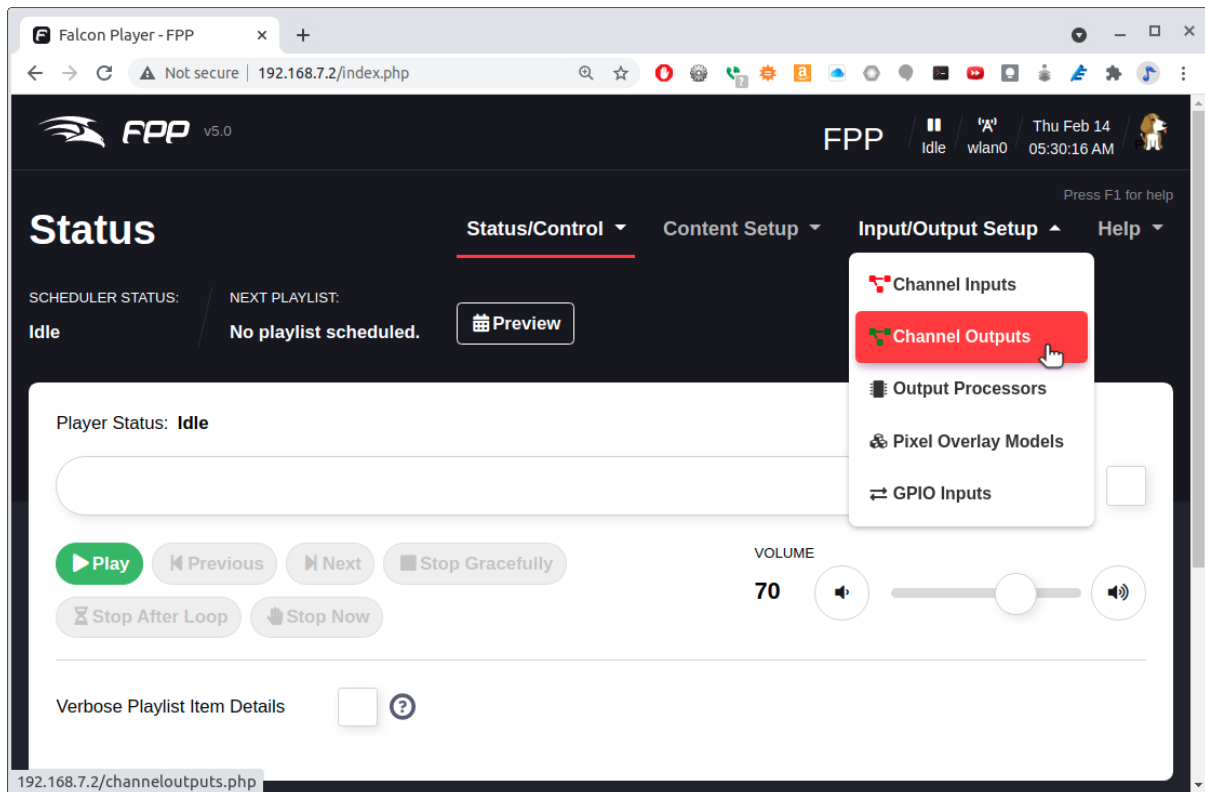 Falcon Player - FPP
Not secure 192.168.7.2/index.php
FPP v5.0
FPP
Idle
wlan0
Thu Feb 14
05:30:16 AM
Press F1 for help
Status
Status/Control
Content Setup
Input/Output Setup
Help
SCHEDULER STATUS:
Idle
NEXT PLAYLIST:
No playlist scheduled.
Preview
Channel Inputs
Channel Outputs
Output Processors
Pixel Overlay Models
GPIO Inputs
Player Status: Idle
Play
Previous
Next
Stop Gracefully
Stop After Loop
Stop Now
VOLUME
70
Verbose Playlist Item Details
192.168.7.2/channeloutputs.php